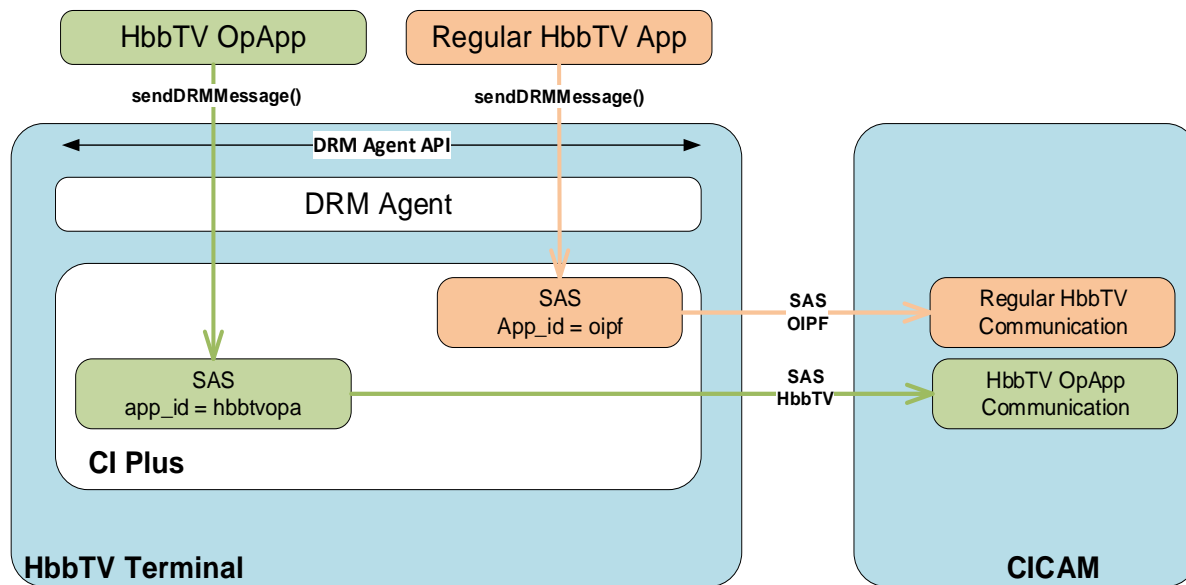 HbbTV OpApp
Regular HbbTV App
sendDRMMessage()
sendDRMMessage()
DRM Agent API
DRM Agent
SAS
App_id = oipf
SAS
OIPF
Regular HbbTV
Communication
SAS
app_id = hbbtvopa
SAS
HbbTV
HbbTV OpApp
Communication
CI Plus
HbbTV Terminal
CICAM